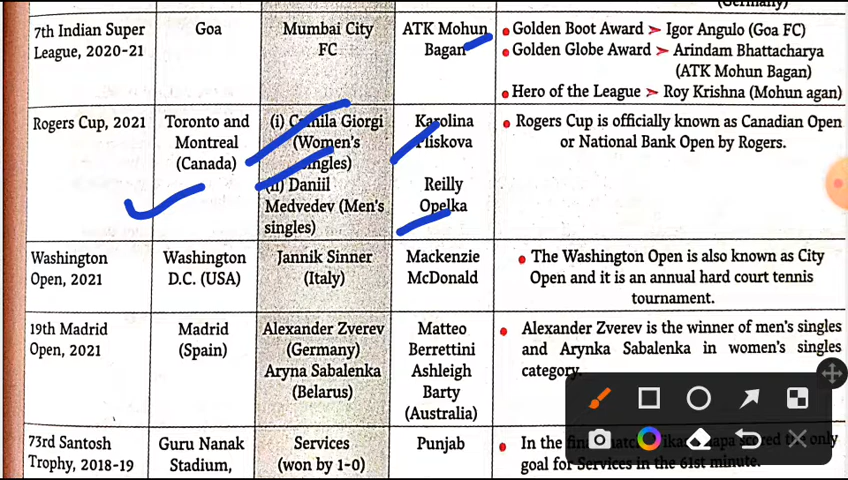 (Germany)
7th Indian Super
League, 2020-21
Goa
Mumbai City
FC
ATK Mohun
Bagan
Golden Boot Award ➢ Igor Angulo (Goa FC)
Golden Globe Award ➢ Arindam Bhattacharya
(ATK Mohun Bagan)
Hero of the League ➢ Roy Krishna (Mohun agan)
Rogers Cup, 2021
Toronto and
Montreal
(Canada)
(i) Camila Giorgi
(Women's
singles)
(ii) Daniil
Medvedev (Men's
singles)
Karolina
Pliskova
Reilly
Opelka
Rogers Cup is officially known as Canadian Open
or National Bank Open by Rogers.
Washington
Open, 2021
Washington
D.C. (USA)
Jannik Sinner
(Italy)
Mackenzie
McDonald
The Washington Open is also known as City
Open and it is an annual hard court tennis
tournament.
19th Madrid
Open, 2021
Madrid
(Spain)
Alexander Zverev
(Germany)
Aryna Sabalenka
(Belarus)
Matteo
Berrettini
Ashleigh
Barty
(Australia)
Alexander Zverev is the winner of men's singles
and Arynka Sabalenka in women's singles
category.
73rd Santosh
Trophy, 2018-19
Guru Nanak
Stadium,
Services
(won by 1-0)
Punjab
In the only
goal for Services in the 61st minute.